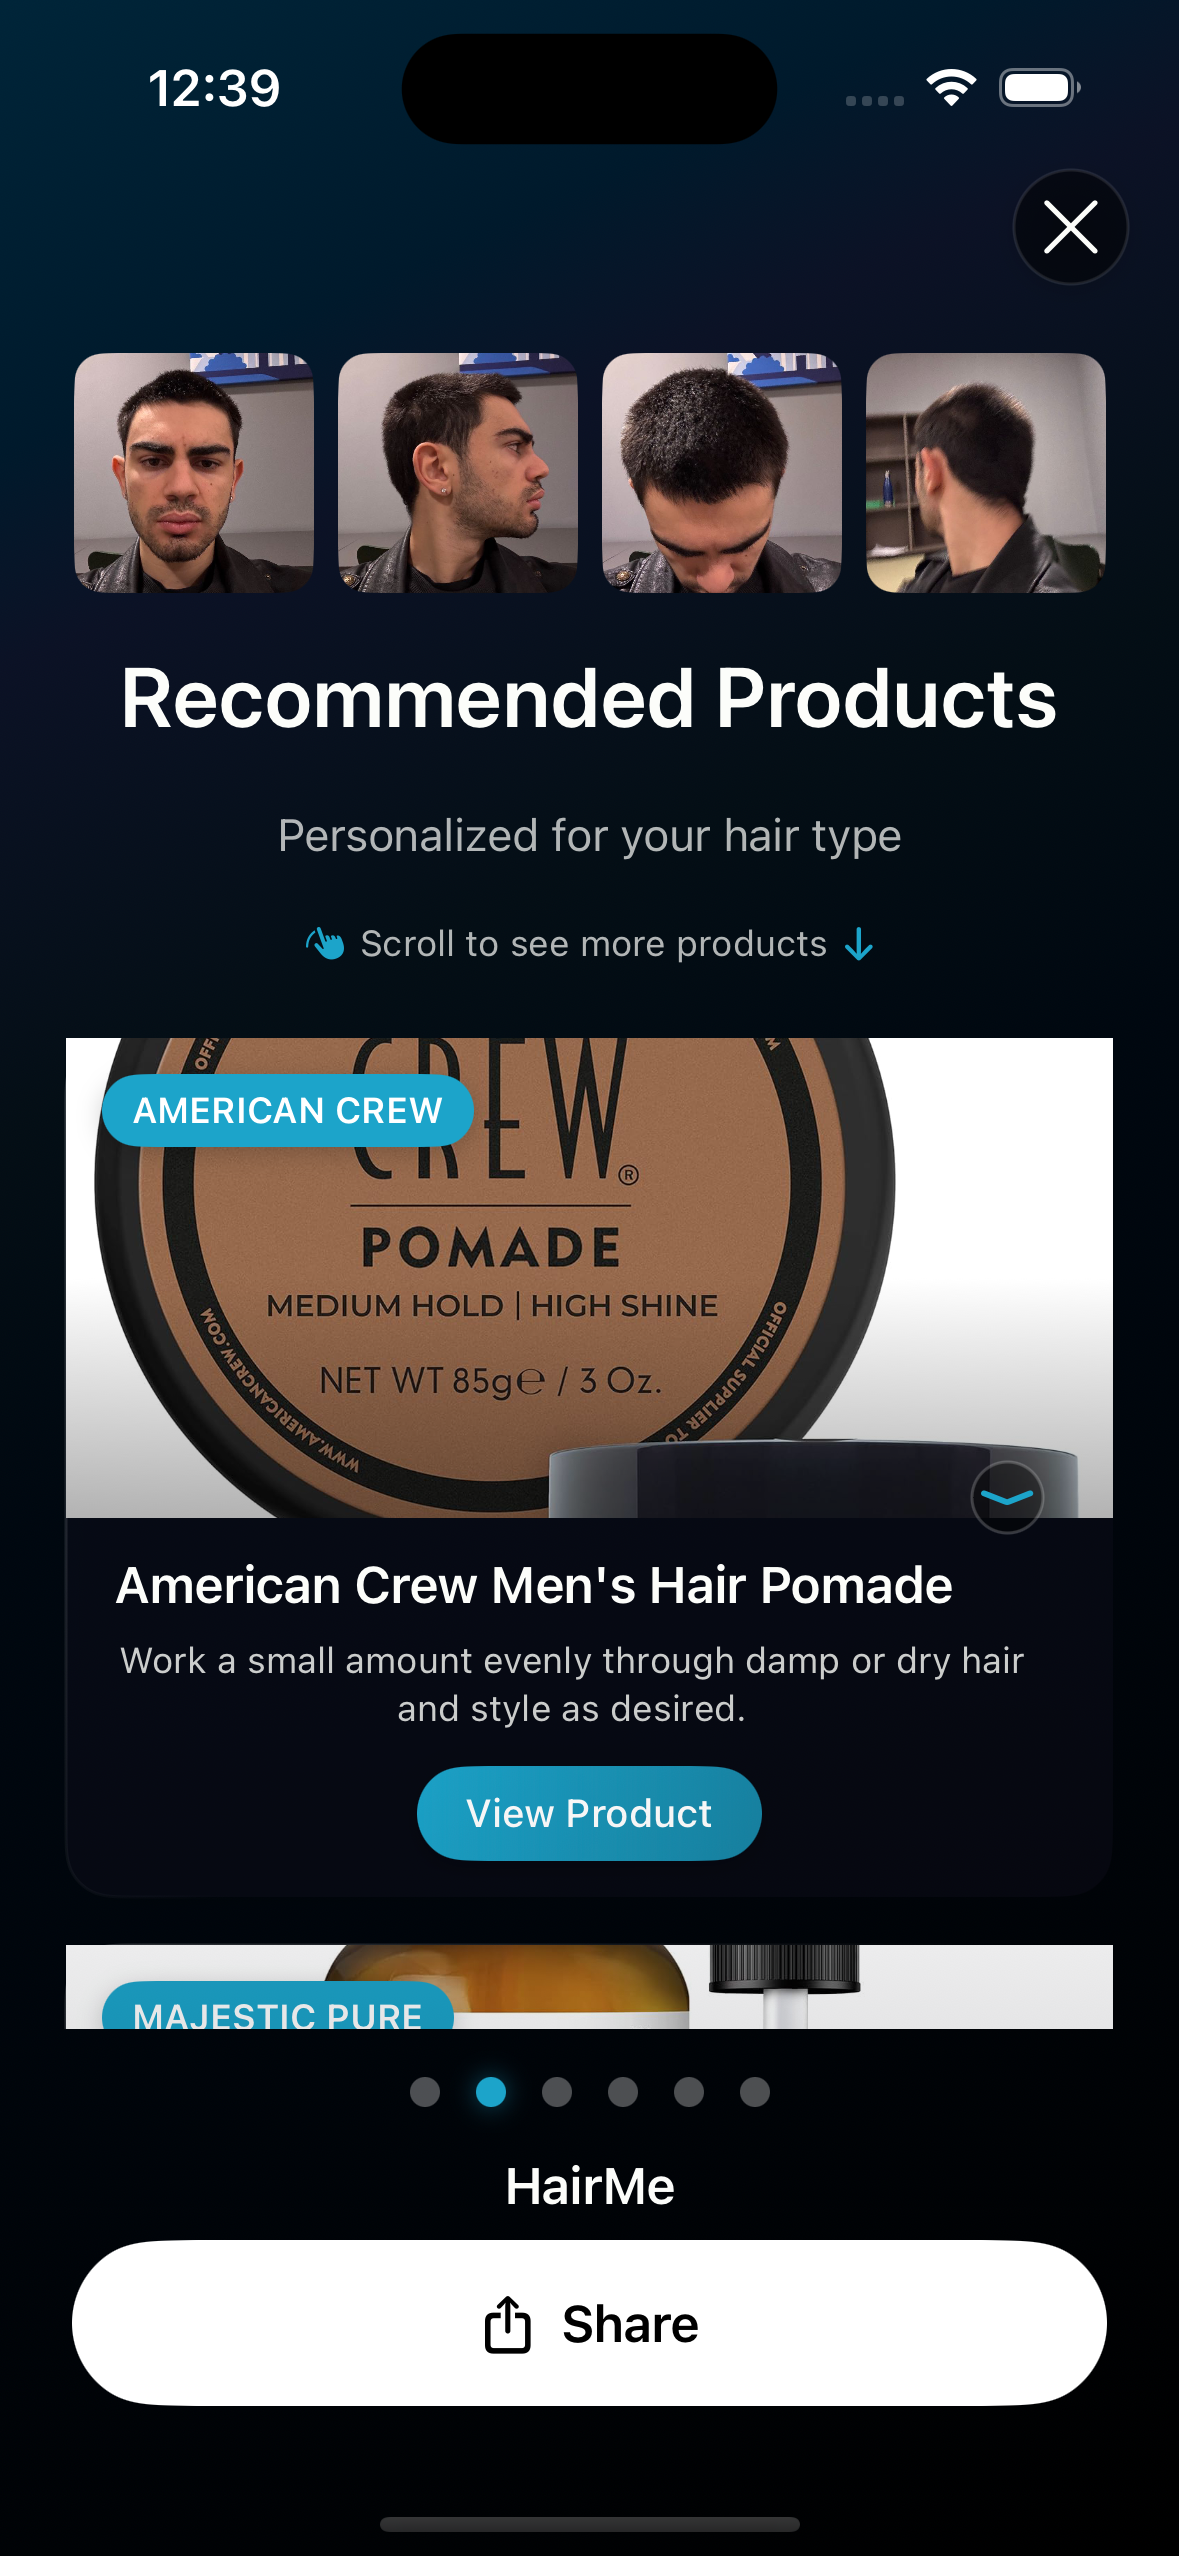 12:39
Recommended Products
Personalized for your hair type
Scroll to see more products
OFFI
CREW®
AMERICAN CREW
POMADE
MEDIUM HOLD | HIGH SHINE
NET WT 85g℮ / 3 Oz.
WWW.AMERICANCREW.COM
OFFICIAL SUPPLIER TO
American Crew Men's Hair Pomade
Work a small amount evenly through damp or dry hair
and style as desired.
View Product
MAJESTIC PURE
HairMe
Share